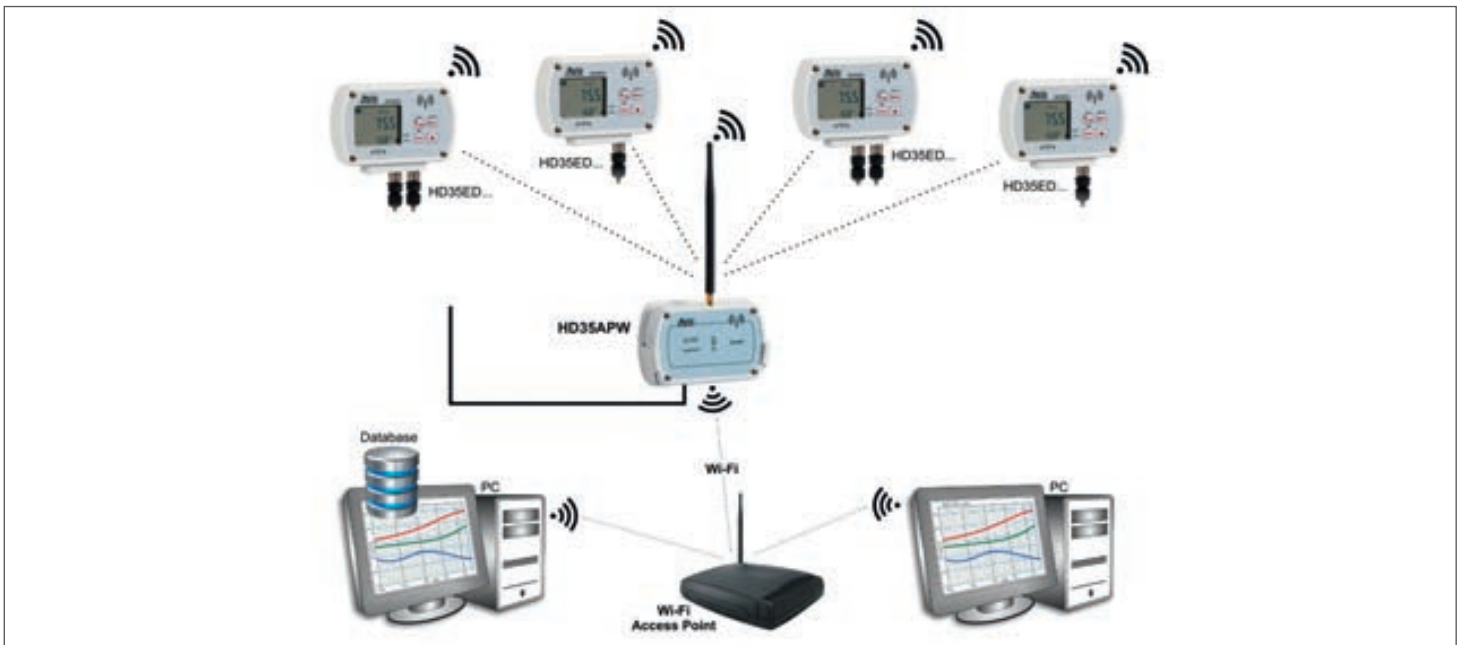 HD35ED...
HD35ED...
HD35ED...
HD35ED...
HD35APW
Database
PC
Wi-Fi
PC
Wi-Fi
Access Point